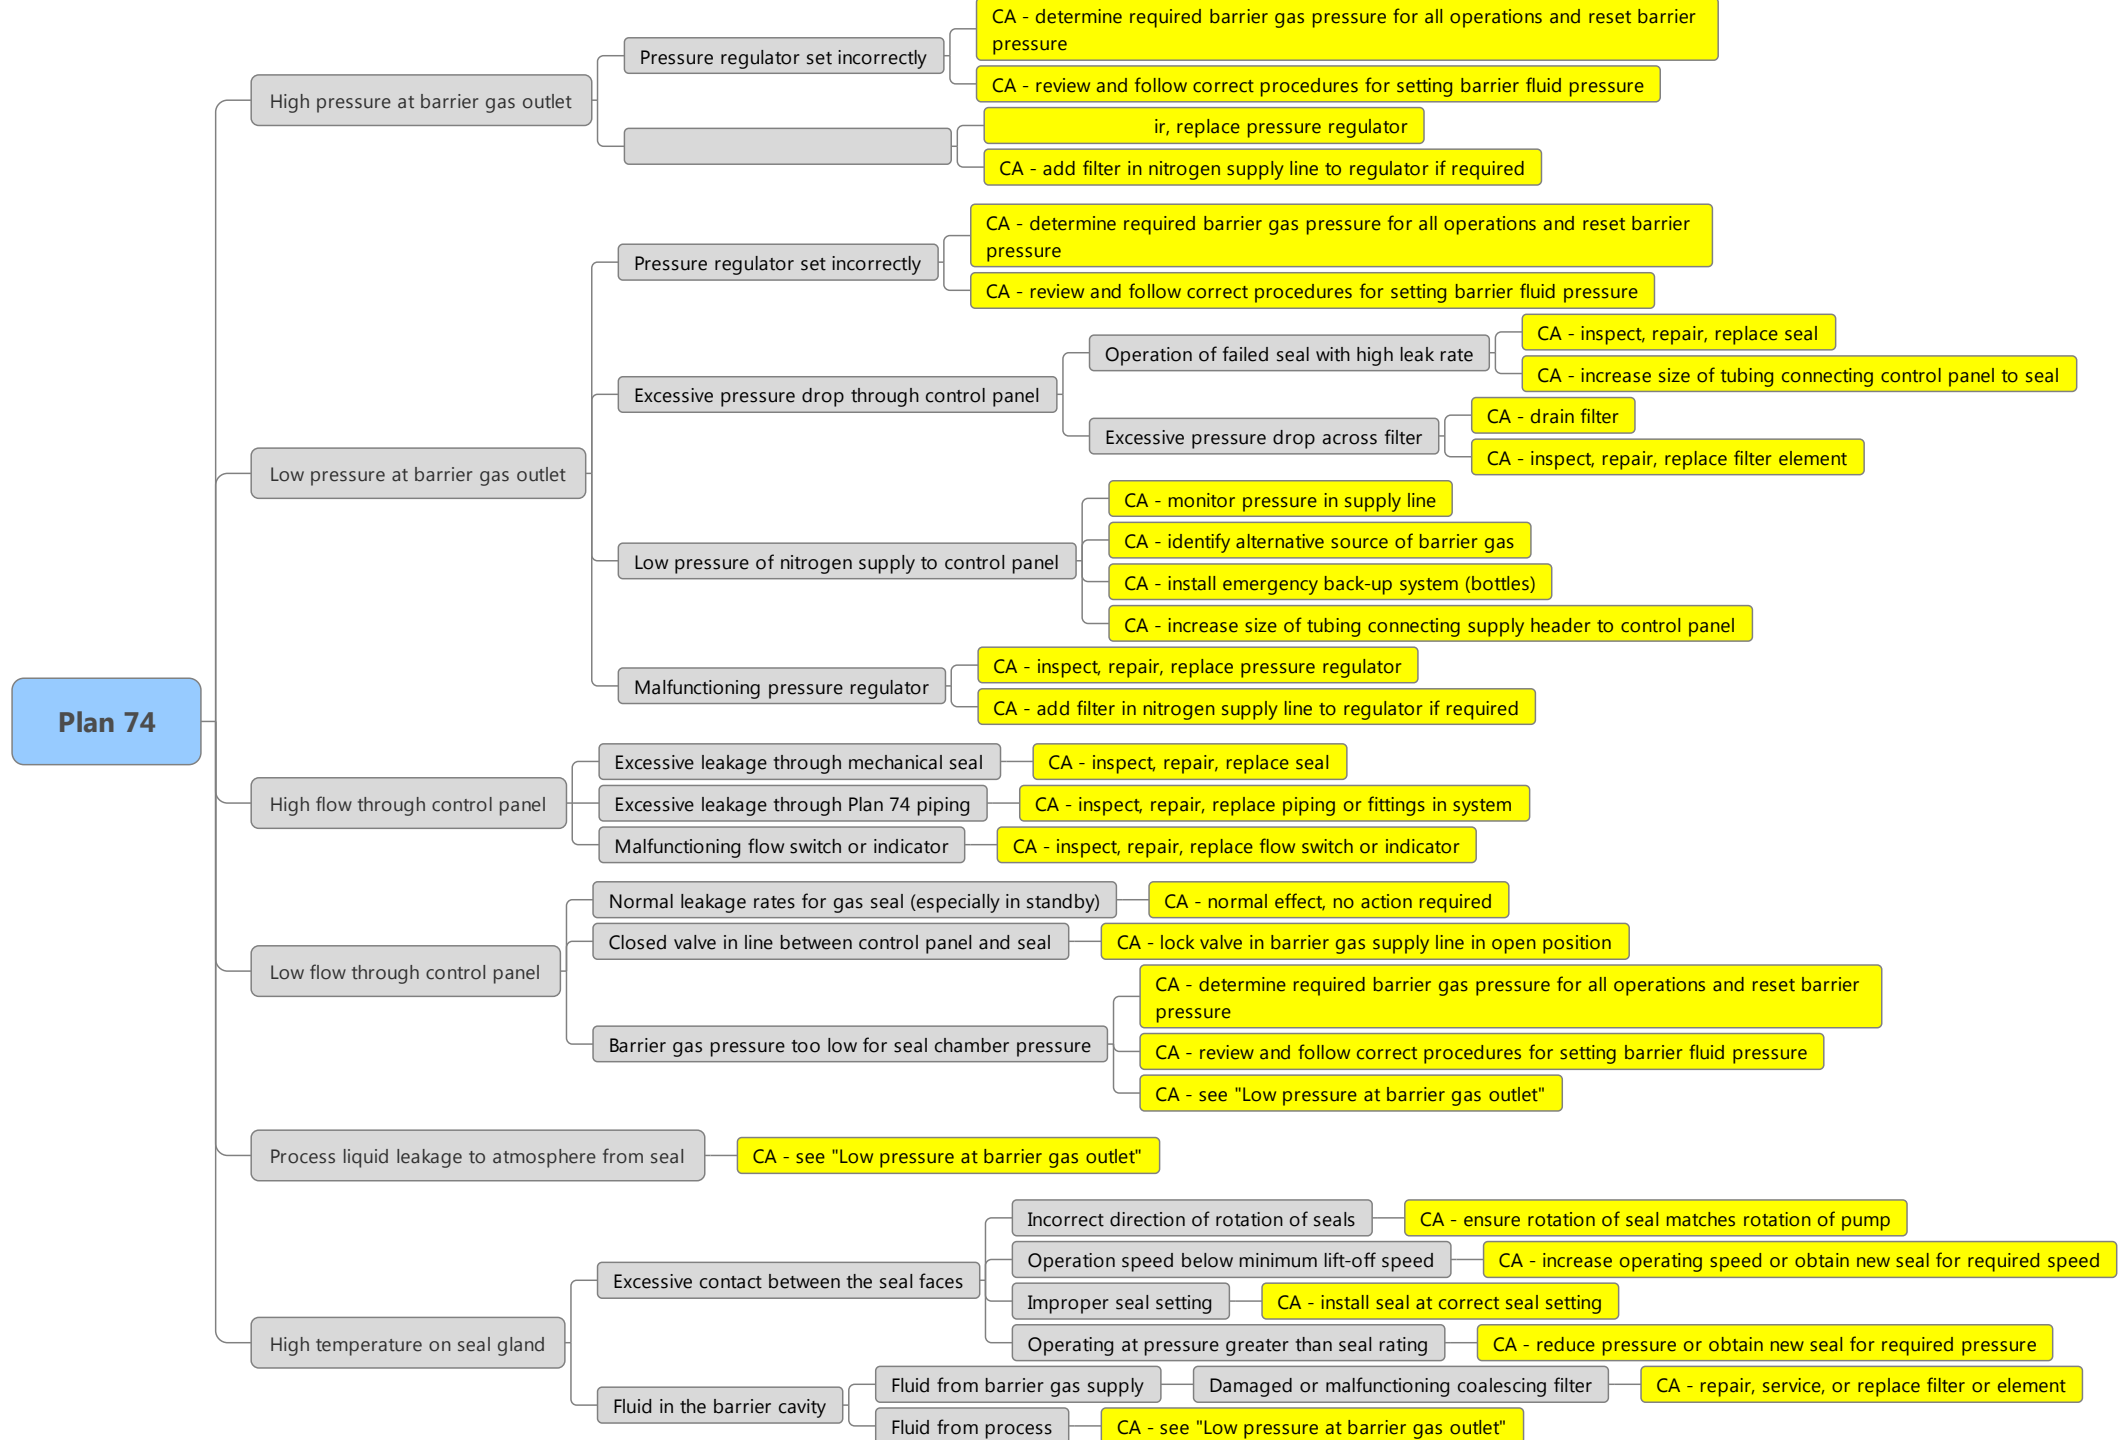 CA - determine required barrier gas pressure for all operations and reset barrier
pressure
Pressure regulator set incorrectly
CA - review and follow correct procedures for setting barrier fluid pressure
High pressure at barrier gas outlet
ir, replace pressure regulator
CA - add filter in nitrogen supply line to regulator if required
CA - determine required barrier gas pressure for all operations and reset barrier
pressure
Pressure regulator set incorrectly
CA - review and follow correct procedures for setting barrier fluid pressure
CA - inspect, repair, replace seal
Operation of failed seal with high leak rate
CA - increase size of tubing connecting control panel to seal
Excessive pressure drop through control panel
CA - drain filter
Excessive pressure drop across filter
CA - inspect, repair, replace filter element
Low pressure at barrier gas outlet
CA - monitor pressure in supply line
CA - identify alternative source of barrier gas
Low pressure of nitrogen supply to control panel
CA - install emergency back-up system (bottles)
CA - increase size of tubing connecting supply header to control panel
CA - inspect, repair, replace pressure regulator
Malfunctioning pressure regulator
CA - add filter in nitrogen supply line to regulator if required
Plan 74
Excessive leakage through mechanical seal
CA - inspect, repair, replace seal
High flow through control panel
Excessive leakage through Plan 74 piping
CA - inspect, repair, replace piping or fittings in system
Malfunctioning flow switch or indicator
CA - inspect, repair, replace flow switch or indicator
Normal leakage rates for gas seal (especially in standby)
CA - normal effect, no action required
Closed valve in line between control panel and seal
CA - lock valve in barrier gas supply line in open position
Low flow through control panel
CA - determine required barrier gas pressure for all operations and reset barrier
pressure
Barrier gas pressure too low for seal chamber pressure
CA - review and follow correct procedures for setting barrier fluid pressure
CA - see "Low pressure at barrier gas outlet"
Process liquid leakage to atmosphere from seal
CA - see "Low pressure at barrier gas outlet"
Incorrect direction of rotation of seals
CA - ensure rotation of seal matches rotation of pump
Operation speed below minimum lift-off speed
CA - increase operating speed or obtain new seal for required speed
Excessive contact between the seal faces
Improper seal setting
CA - install seal at correct seal setting
Operating at pressure greater than seal rating
CA - reduce pressure or obtain new seal for required pressure
High temperature on seal gland
Fluid from barrier gas supply
Damaged or malfunctioning coalescing filter
CA - repair, service, or replace filter or element
Fluid in the barrier cavity
Fluid from process
CA - see "Low pressure at barrier gas outlet"